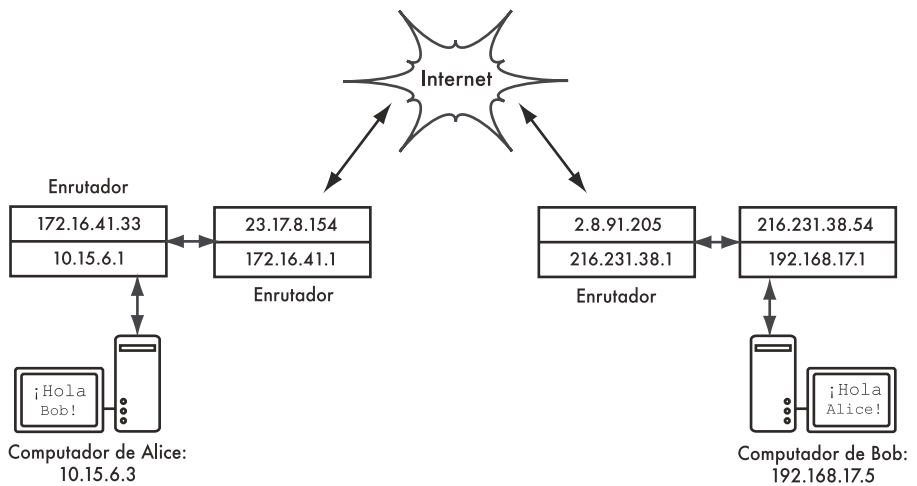 Internet
Enrutador
172.16.41.33
10.15.6.1
23.17.8.154
172.16.41.1
Enrutador
2.8.91.205
216.231.38.1
Enrutador
216.231.38.54
192.168.17.1
¡Hola
Bob!
Computador de Alice:
10.15.6.3
¡Hola
Alice!
Computador de Bob:
192.168.17.5